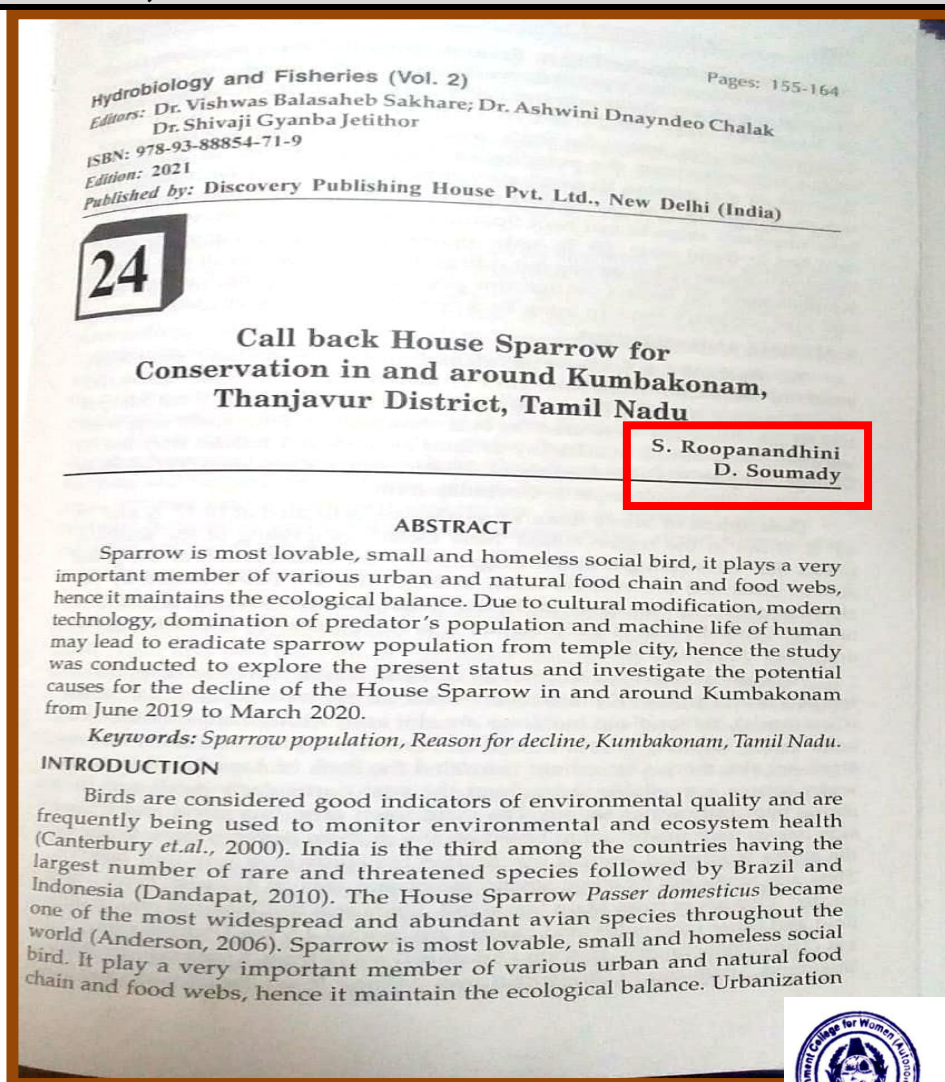 Hydrobiology and Fisheries (Vol. 2)
Pages: 155-164
Editors: Dr. Vishwas Balasaheb Sakhare; Dr. Ashwini Dnayndeo Chalak
Dr. Shivaji Gyanba Jetithor
ISBN: 978-93-88854-71-9
Edition: 2021
Published by: Discovery Publishing House Pvt. Ltd., New Delhi (India)
24
Call back House Sparrow for
Conservation in and around Kumbakonam,
Thanjavur District, Tamil Nadu
S. Roopanandhini
D. Soumady
ABSTRACT
Sparrow is most lovable, small and homeless social bird, it plays a very
important member of various urban and natural food chain and food webs,
hence it maintains the ecological balance. Due to cultural modification, modern
technology, domination of predator's population and machine life of human
may lead to eradicate sparrow population from temple city, hence the study
was conducted to explore the present status and investigate the potential
causes for the decline of the House Sparrow in and around Kumbakonam
from June 2019 to March 2020.
Keywords: Sparrow population, Reason for decline, Kumbakonam, Tamil Nadu.
INTRODUCTION
Birds are considered good indicators of environmental quality and are
frequently being used to monitor environmental and ecosystem health
(Canterbury et.al., 2000). India is the third among the countries having the
largest number of rare and threatened species followed by Brazil and
Indonesia (Dandapat, 2010). The House Sparrow Passer domesticus became
one of the most widespread and abundant avian species throughout the
world (Anderson, 2006). Sparrow is most lovable, small and homeless social
bird. It play a very important member of various urban and natural food
chain and food webs, hence it maintain the ecological balance. Urbanization
College for Women